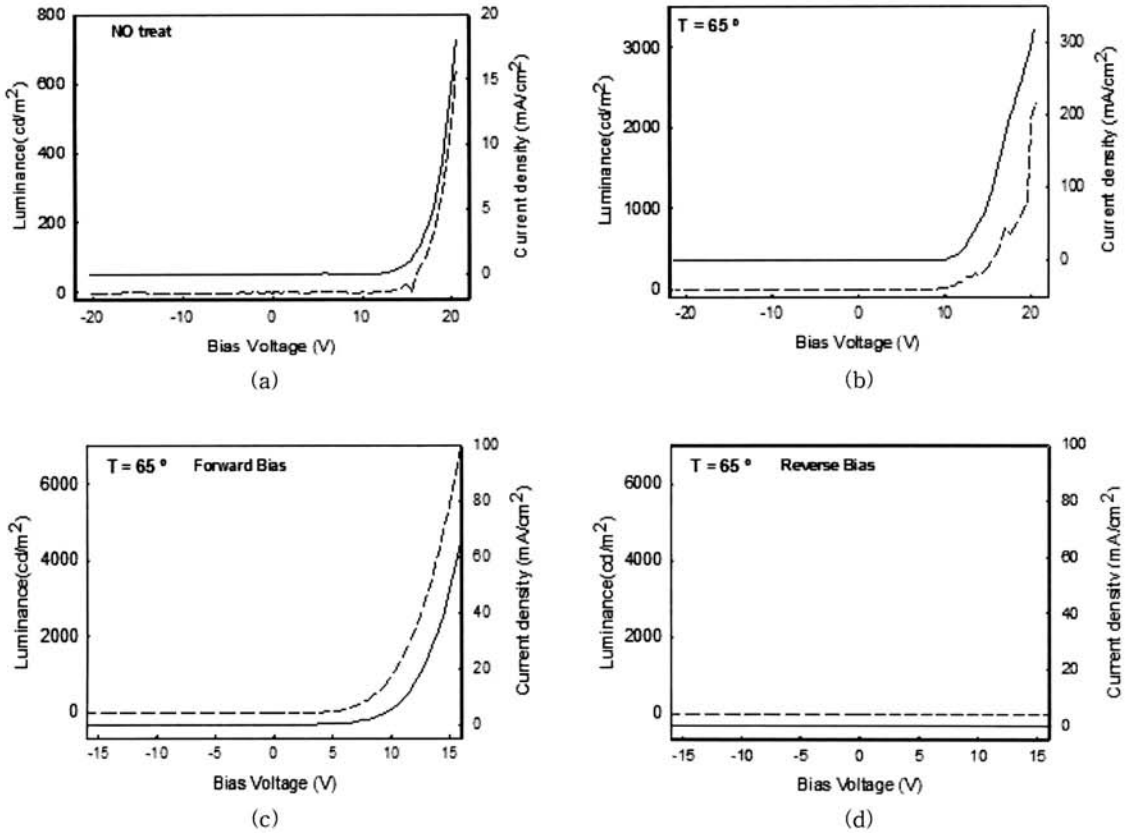 NO treat
Luminance(cd/m²)
800
600
400
200
0
20
15
10
5
0
Current density (mA/cm²)
-20 -10 0 10 20
Bias Voltage (V)
(a)
T = 65 º
Luminance(cd/m²)
3000
2000
1000
0
300
200
100
0
Current density (mA/cm²)
-20 -10 0 10 20
Bias Voltage (V)
(b)
T = 65 º Forward Bias
Luminance(cd/m²)
6000
4000
2000
0
100
80
60
40
20
0
Current density (mA/cm²)
-15 -10 -5 0 5 10 15
Bias Voltage (V)
(c)
T = 65 º Reverse Bias
Luminance(cd/m²)
6000
4000
2000
0
100
80
60
40
20
0
Current density (mA/cm²)
-15 -10 -5 0 5 10 15
Bias Voltage (V)
(d)